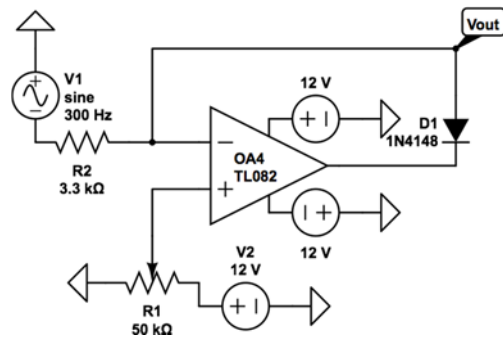 Vout
V1
sine
300 Hz
R2
3.3 kΩ
12 V
OA4
TL082
D1
1N4148
12 V
V2
12 V
R1
50 kΩ